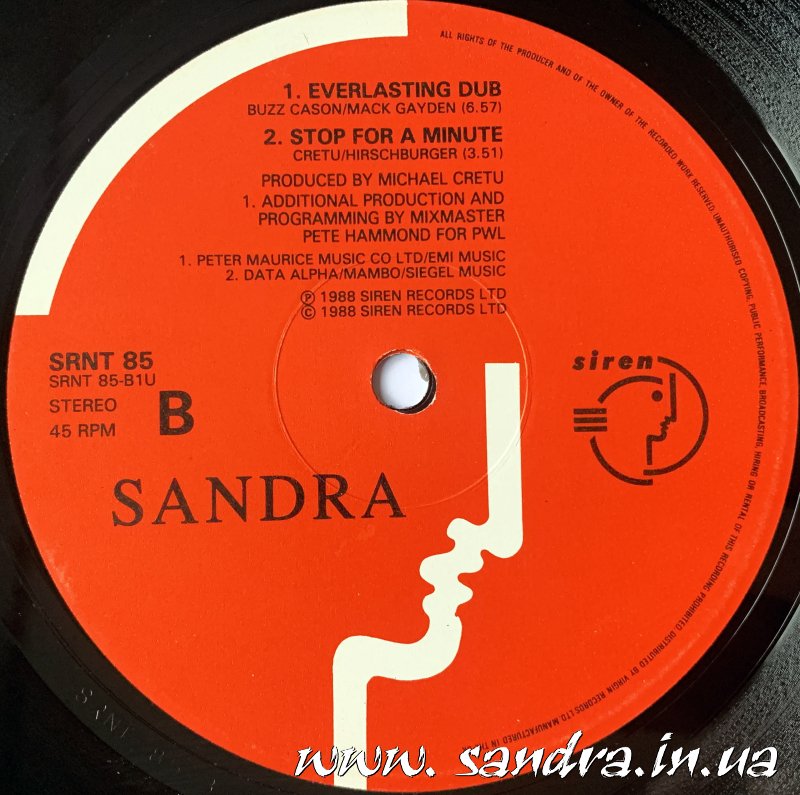 1. EVERLASTING DUB
BUZZ CASON/MACK GAYDEN (6.57)
2. STOP FOR A MINUTE
CRETU/HIRSCHBURGER (3.51)
PRODUCED BY MICHAEL CRETU
1. ADDITIONAL PRODUCTION AND
PROGRAMMING BY MIXMASTER
PETE HAMMOND FOR PWL
1. PETER MAURICE MUSIC CO LTD/EMI MUSIC
2. DATA ALPHA/MAMBO/SIEGEL MUSIC
Ⓟ 1988 SIREN RECORDS LTD
© 1988 SIREN RECORDS LTD
SRNT 85
SRNT 85-B1U
STEREO
45 RPM
B
siren
SANDRA
ALL RIGHTS OF THE PRODUCER AND OF THE OWNER OF THE RECORDED WORK RESERVED. UNAUTHORISED COPYING, PUBLIC PERFORMANCE, BROADCASTING, HIRING OR RENTAL OF THIS RECORDING PROHIBITED. DISTRIBUTED BY VIRGIN RECORDS LTD. MANUFACTURED IN
SRNT 8
www. sandra.in.ua